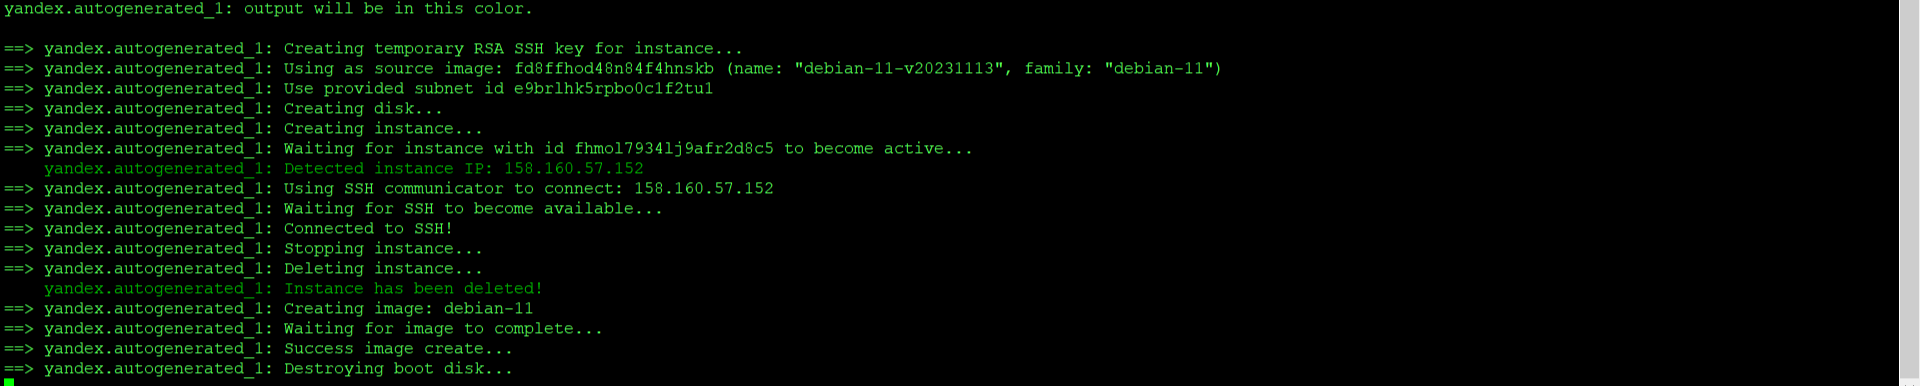 yandex.autogenerated_1: output will be in this color.
==> yandex.autogenerated_1: Creating temporary RSA SSH key for instance...
==> yandex.autogenerated_1: Using as source image: fd8ffhod48n84f4hnskb (name: "debian-11-v20231113", family: "debian-11")
==> yandex.autogenerated_1: Use provided subnet id e9brlhk5rpbo0c1f2tu1
==> yandex.autogenerated_1: Creating disk...
==> yandex.autogenerated_1: Creating instance...
==> yandex.autogenerated_1: Waiting for instance with id fhmol7934lj9afr2d8c5 to become active...
    yandex.autogenerated_1: Detected instance IP: 158.160.57.152
==> yandex.autogenerated_1: Using SSH communicator to connect: 158.160.57.152
==> yandex.autogenerated_1: Waiting for SSH to become available...
==> yandex.autogenerated_1: Connected to SSH!
==> yandex.autogenerated_1: Stopping instance...
==> yandex.autogenerated_1: Deleting instance...
    yandex.autogenerated_1: Instance has been deleted!
==> yandex.autogenerated_1: Creating image: debian-11
==> yandex.autogenerated_1: Waiting for image to complete...
==> yandex.autogenerated_1: Success image create...
==> yandex.autogenerated_1: Destroying boot disk...